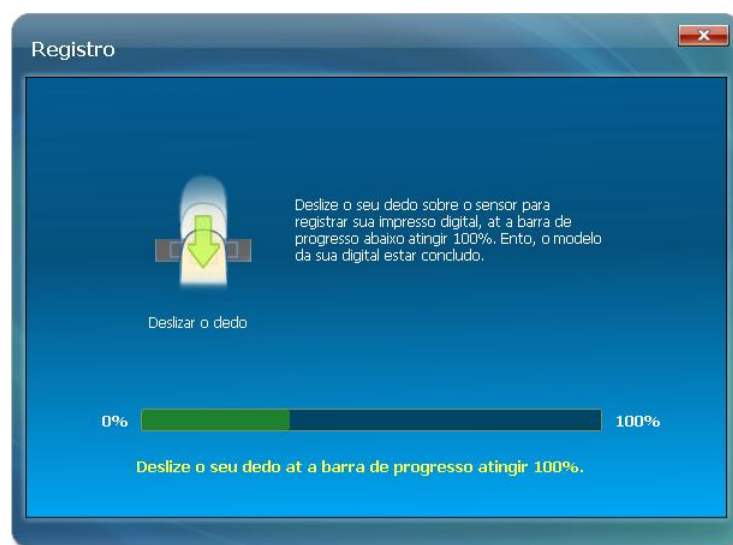 Registro
Deslize o seu dedo sobre o sensor para
registrar sua impresso digital, at a barra de
progresso abaixo atingir 100%. Ento, o modelo
da sua digital estar concludo.
Deslizar o dedo
0% 100%
Deslize o seu dedo at a barra de progresso atingir 100%.